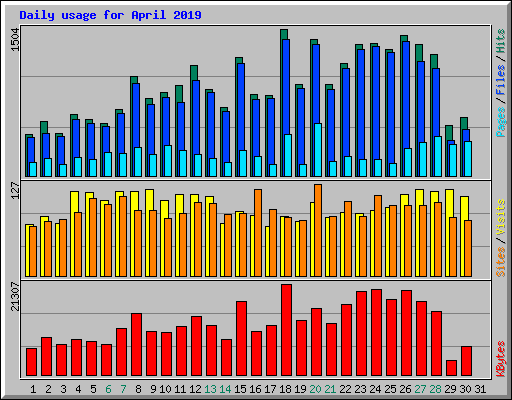 Daily usage for April 2019
1504
Pages / Files / Hits
127
Sites / Visits
21307
KBytes
1 2 3 4 5 6 7 8 9 10 11 12 13 14 15 16 17 18 19 20 21 22 23 24 25 26 27 28 29 30 31